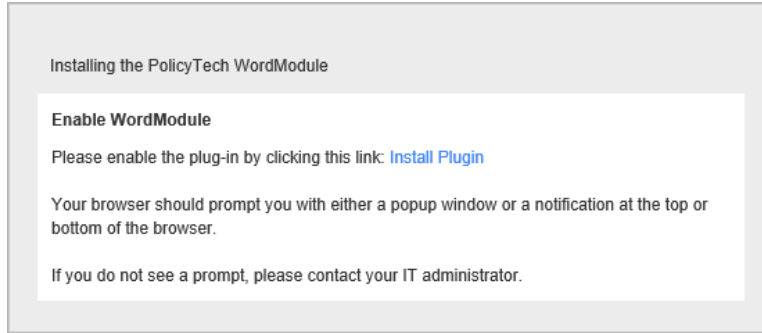 Installing the PolicyTech WordModule
Enable WordModule
Please enable the plug-in by clicking this link: Install Plugin
Your browser should prompt you with either a popup window or a notification at the top or
bottom of the browser.
If you do not see a prompt, please contact your IT administrator.